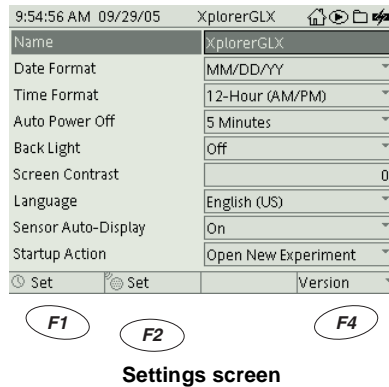 9:54:56 AM 09/29/05 XplorerGLX
Name XplorerGLX
Date Format MM/DD/YY
Time Format 12-Hour (AM/PM)
Auto Power Off 5 Minutes
Back Light Off
Screen Contrast 0
Language English (US)
Sensor Auto-Display On
Startup Action Open New Experiment
Set Set Version
F1 F2 F4
Settings screen